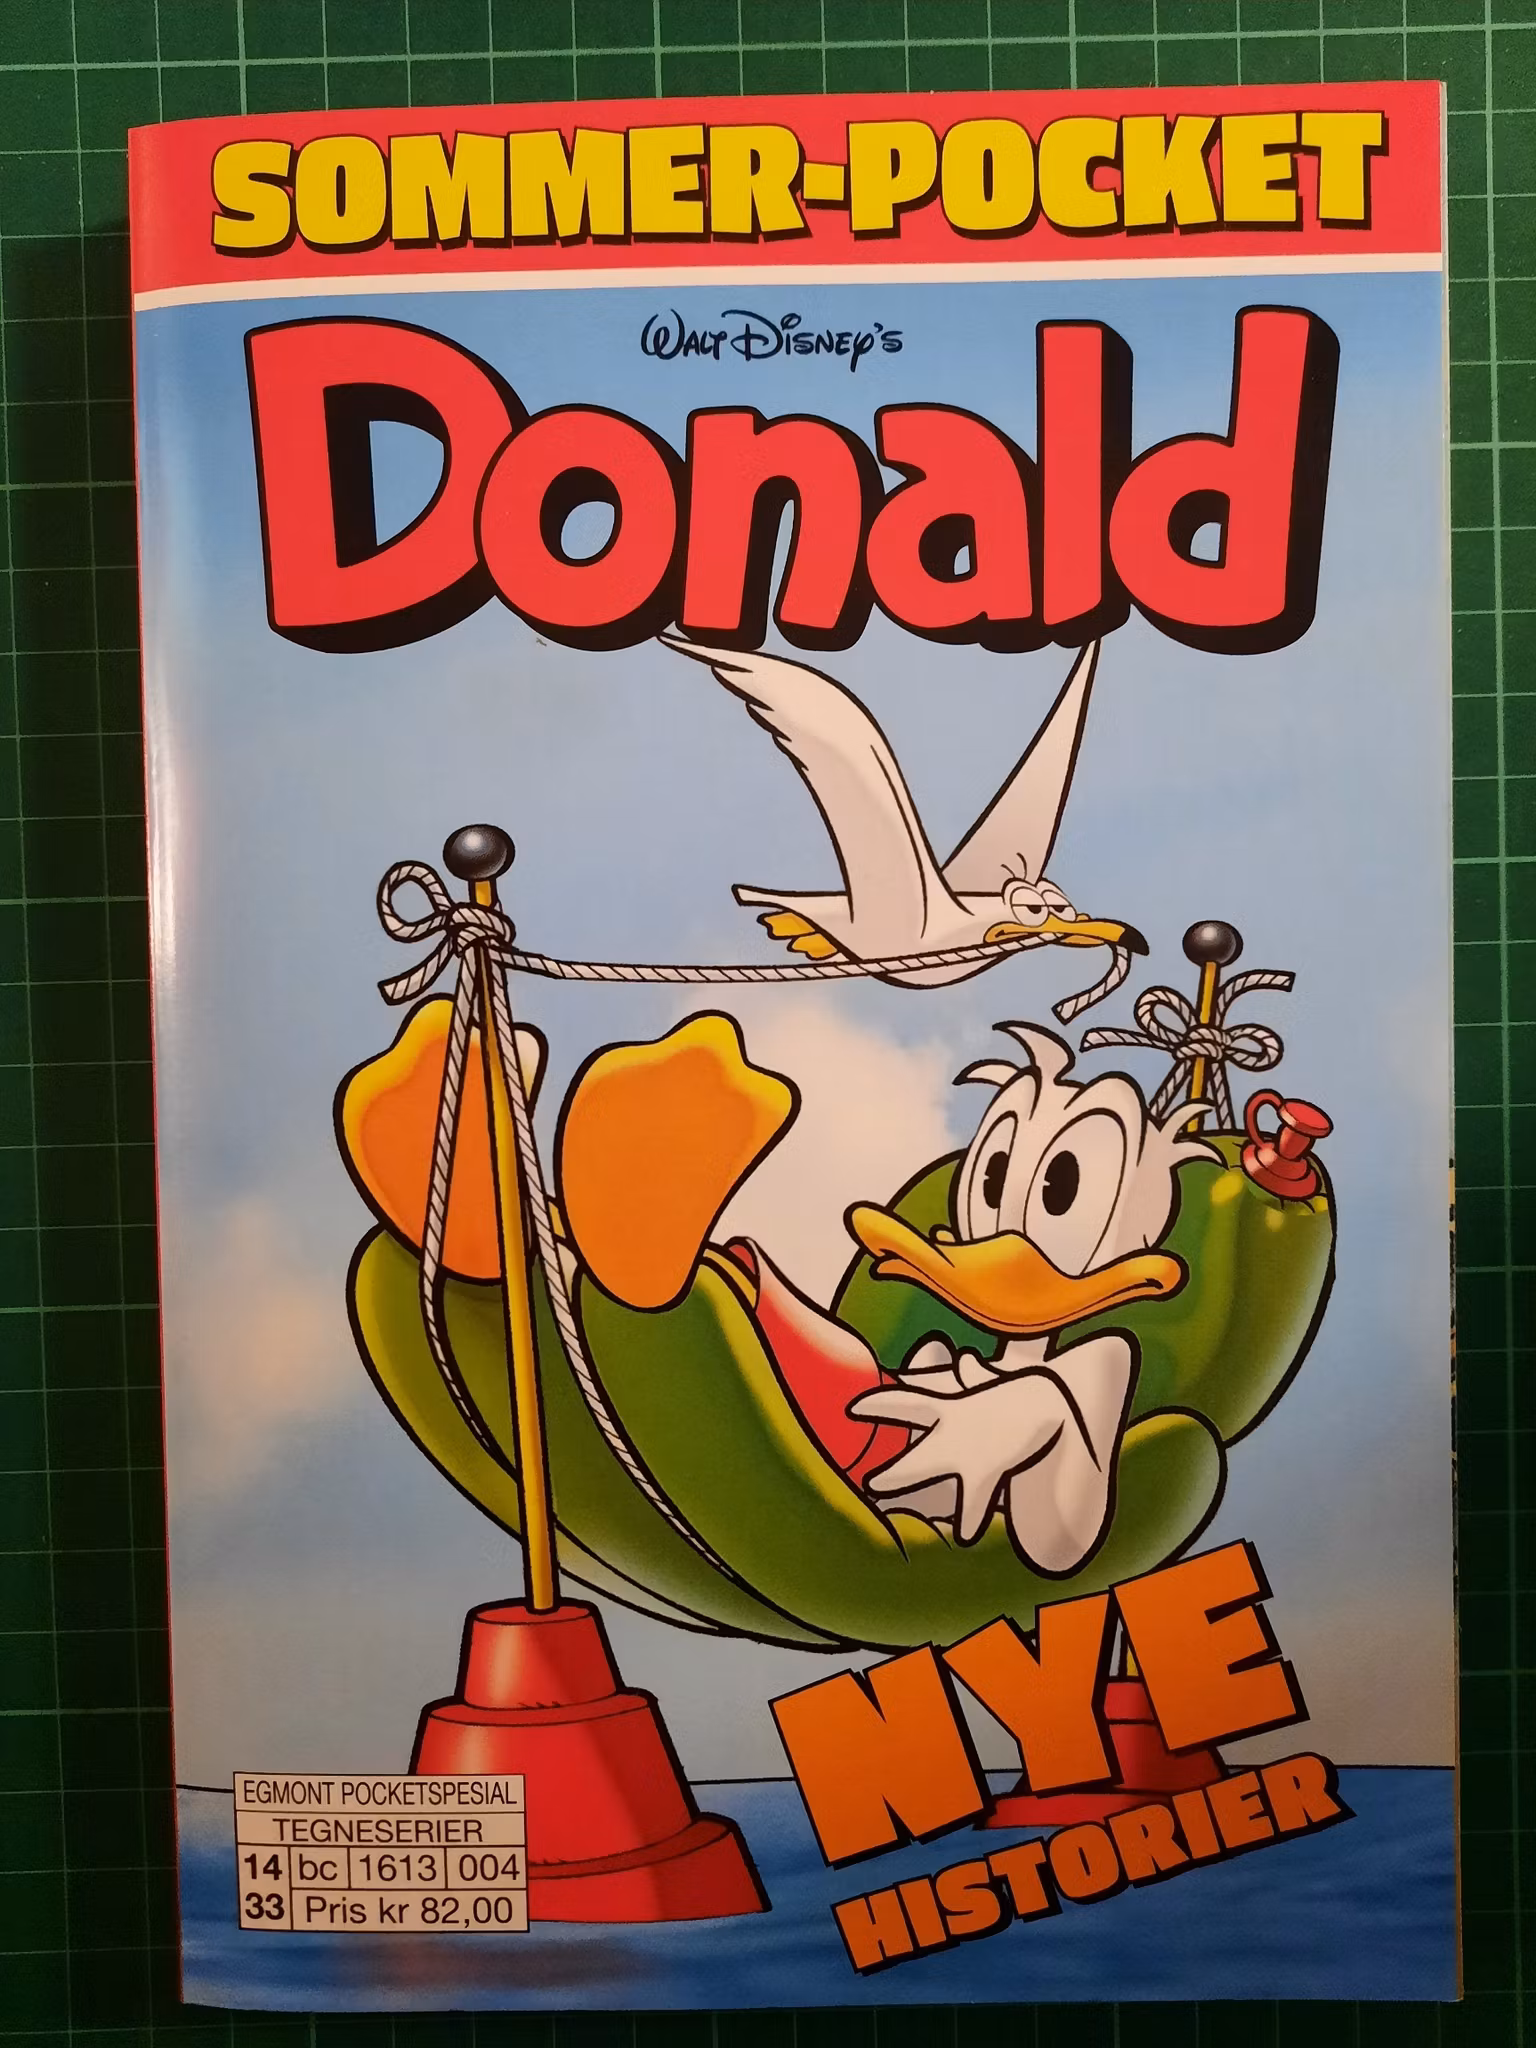 SOMMER-POCKET
WALT DISNEY'S
Donald
NYE
HISTORIER
EGMONT POCKETSPESIAL
TEGNESERIER
14 bc 1613 004
33 Pris kr 82,00